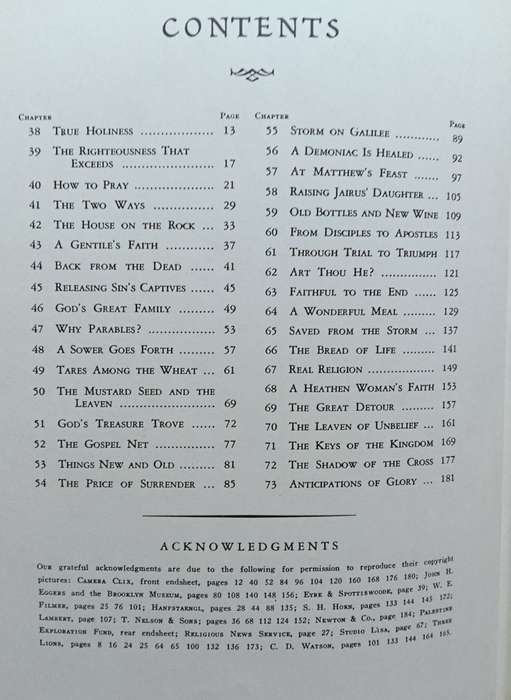 CONTENTS
CHAPTER PAGE
38 TRUE HOLINESS .................. 13
39 THE RIGHTEOUSNESS THAT
EXCEEDS ...................... 17
40 HOW TO PRAY .................. 21
41 THE TWO WAYS ............... 29
42 THE HOUSE ON THE ROCK ... 33
43 A GENTILE'S FAITH ............ 37
44 BACK FROM THE DEAD ...... 41
45 RELEASING SIN'S CAPTIVES ...... 45
46 GOD'S GREAT FAMILY ......... 49
47 WHY PARABLES? ............... 53
48 A SOWER GOES FORTH ......... 57
49 TARES AMONG THE WHEAT ... 61
50 THE MUSTARD SEED AND THE
LEAVEN ........................ 69
51 GOD'S TREASURE TROVE ...... 72
52 THE GOSPEL NET ............... 77
53 THINGS NEW AND OLD ......... 81
54 THE PRICE OF SURRENDER ... 85
CHAPTER PAGE
55 STORM ON GALILEE ............ 89
56 A DEMONIAC IS HEALED ...... 92
57 AT MATTHEW'S FEAST ...... 97
58 RAISING JAIRUS' DAUGHTER ... 105
59 OLD BOTTLES AND NEW WINE 109
60 FROM DISCIPLES TO APOSTLES 113
61 THROUGH TRIAL TO TRIUMPH 117
62 ART THOU HE? ............... 121
63 FAITHFUL TO THE END ...... 125
64 A WONDERFUL MEAL ......... 129
65 SAVED FROM THE STORM ... 137
66 THE BREAD OF LIFE ......... 141
67 REAL RELIGION ............... 149
68 A HEATHEN WOMAN'S FAITH 153
69 THE GREAT DETOUR ......... 157
70 THE LEAVEN OF UNBELIEF ... 161
71 THE KEYS OF THE KINGDOM 169
72 THE SHADOW OF THE CROSS 177
73 ANTICIPATIONS OF GLORY ... 181
ACKNOWLEDGMENTS
OUR grateful acknowledgments are due to the following for permission to reproduce their copyright
pictures: CAMERA CLIX, front endsheet, pages 12 40 52 84 96 104 120 160 168 176 180; JOHN H.
EGGERS and the BROOKLYN MUSEUM, pages 80 108 140 148 156; EYRE & SPOTTISWOODE, page 39; W. E.
FILMER, pages 25 76 101; HANFSTAENGL, pages 28 44 88 135; S. H. HORN, pages 133 144 145 172;
LAMBERT, page 107; T. NELSON & SONS; pages 36 68 112 124 152; NEWTON & CO., page 184; PALESTINE
EXPLORATION FUND, rear endsheet; RELIGIOUS NEWS SERVICE, page 27; STUDIO LISA, page 67; THREE
LIONS, pages 8 16 24 25 64 65 100 132 136 173; C. D. WATSON, pages 101 133 144 164 165.